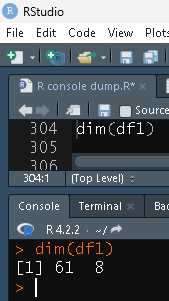 RStudio
File Edit View Plots
R console dump.R*
Source
304 dim(df1)
305
306
304:1 (Top Level)
Console Terminal
R 4.2.2 · ~/
> dim(df1)
[1] 61 8
>